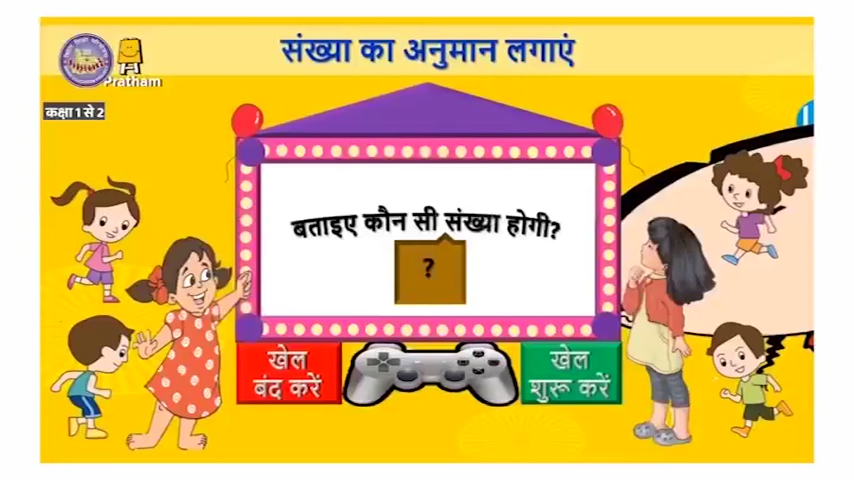 संख्या का अनुमान लगाएं
Pratham
कक्षा 1 से 2
बताइए कौन सी संख्या होगी?
?
खेल
बंद करें
खेल
शुरू करें